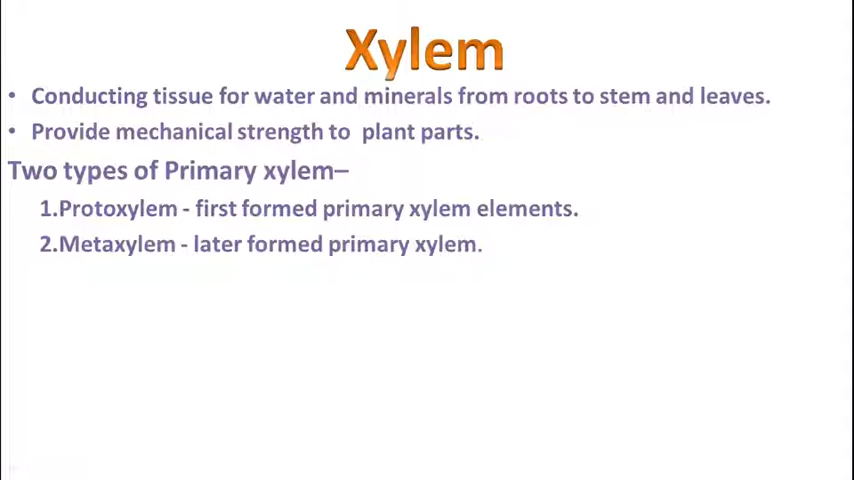 Xylem
• Conducting tissue for water and minerals from roots to stem and leaves.
• Provide mechanical strength to plant parts.
Two types of Primary xylem–
1.Protoxylem - first formed primary xylem elements.
2.Metaxylem - later formed primary xylem.